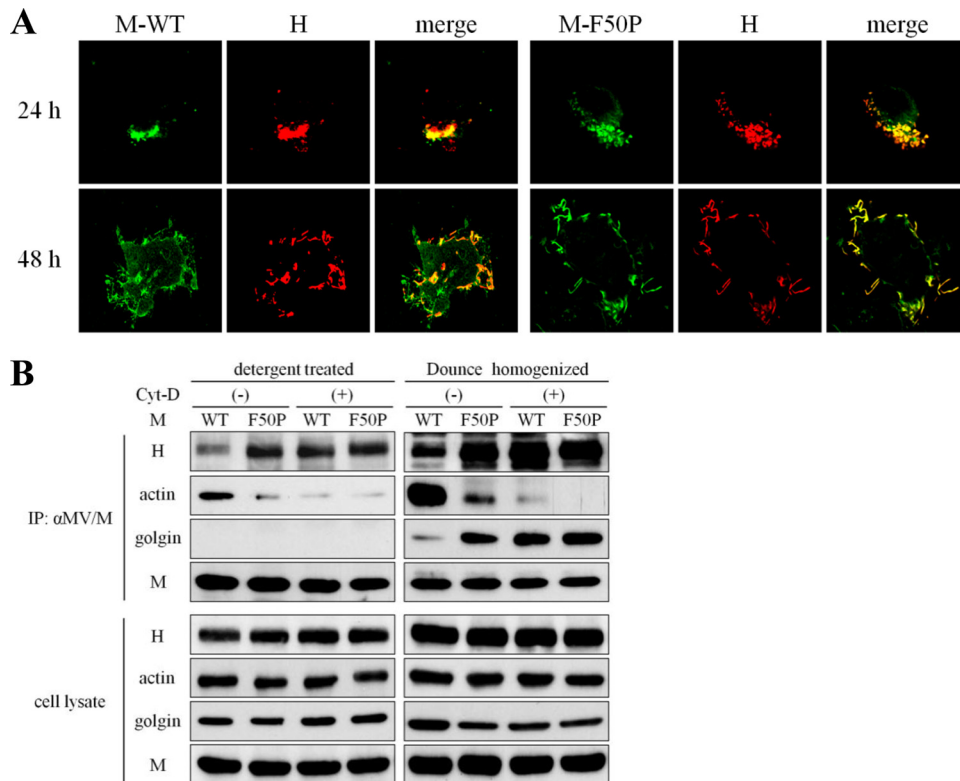 A
M-WT H merge M-F50P H merge
24 h
48 h
B
detergent treated Dounce homogenized
Cyt-D (-) (+) (-) (+)
M WT F50P WT F50P WT F50P WT F50P
IP: αMV/M
H
actin
golgin
M
cell lysate
H
actin
golgin
M